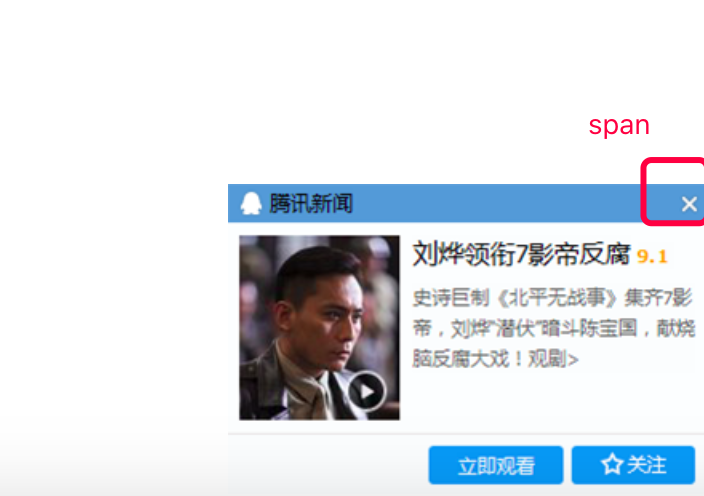 span
腾讯新闻
刘烨领衔7影帝反腐 9.1
史诗巨制《北平无战事》集齐7影
帝，刘烨"潜伏"暗斗陈宝国，献烧
脑反腐大戏！观剧>
立即观看
关注